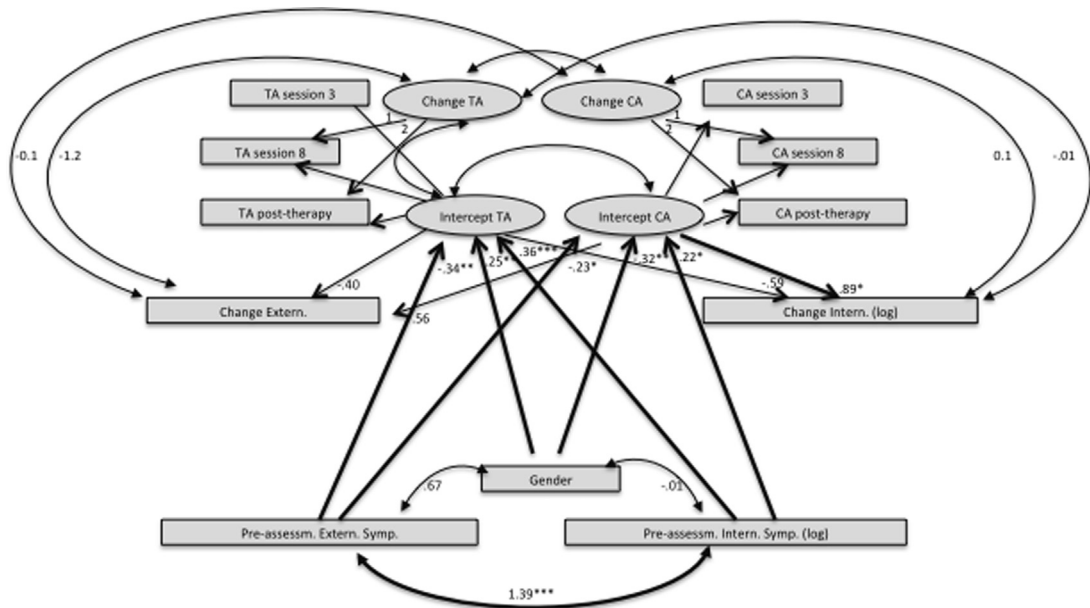 TA session 3
Change TA
Change CA
CA session 3
1
2
1
2
TA session 8
CA session 8
-0.1
-1.2
0.1
-.01
TA post-therapy
Intercept TA
Intercept CA
CA post-therapy
-.34**
.25*
.36***
-.23*
.32*
.22*
-.40
-.59
.89*
Change Extern.
.56
Change Intern. (log)
.67
Gender
-.01
Pre-assessm. Extern. Symp.
Pre-assessm. Intern. Symp. (log)
1.39***